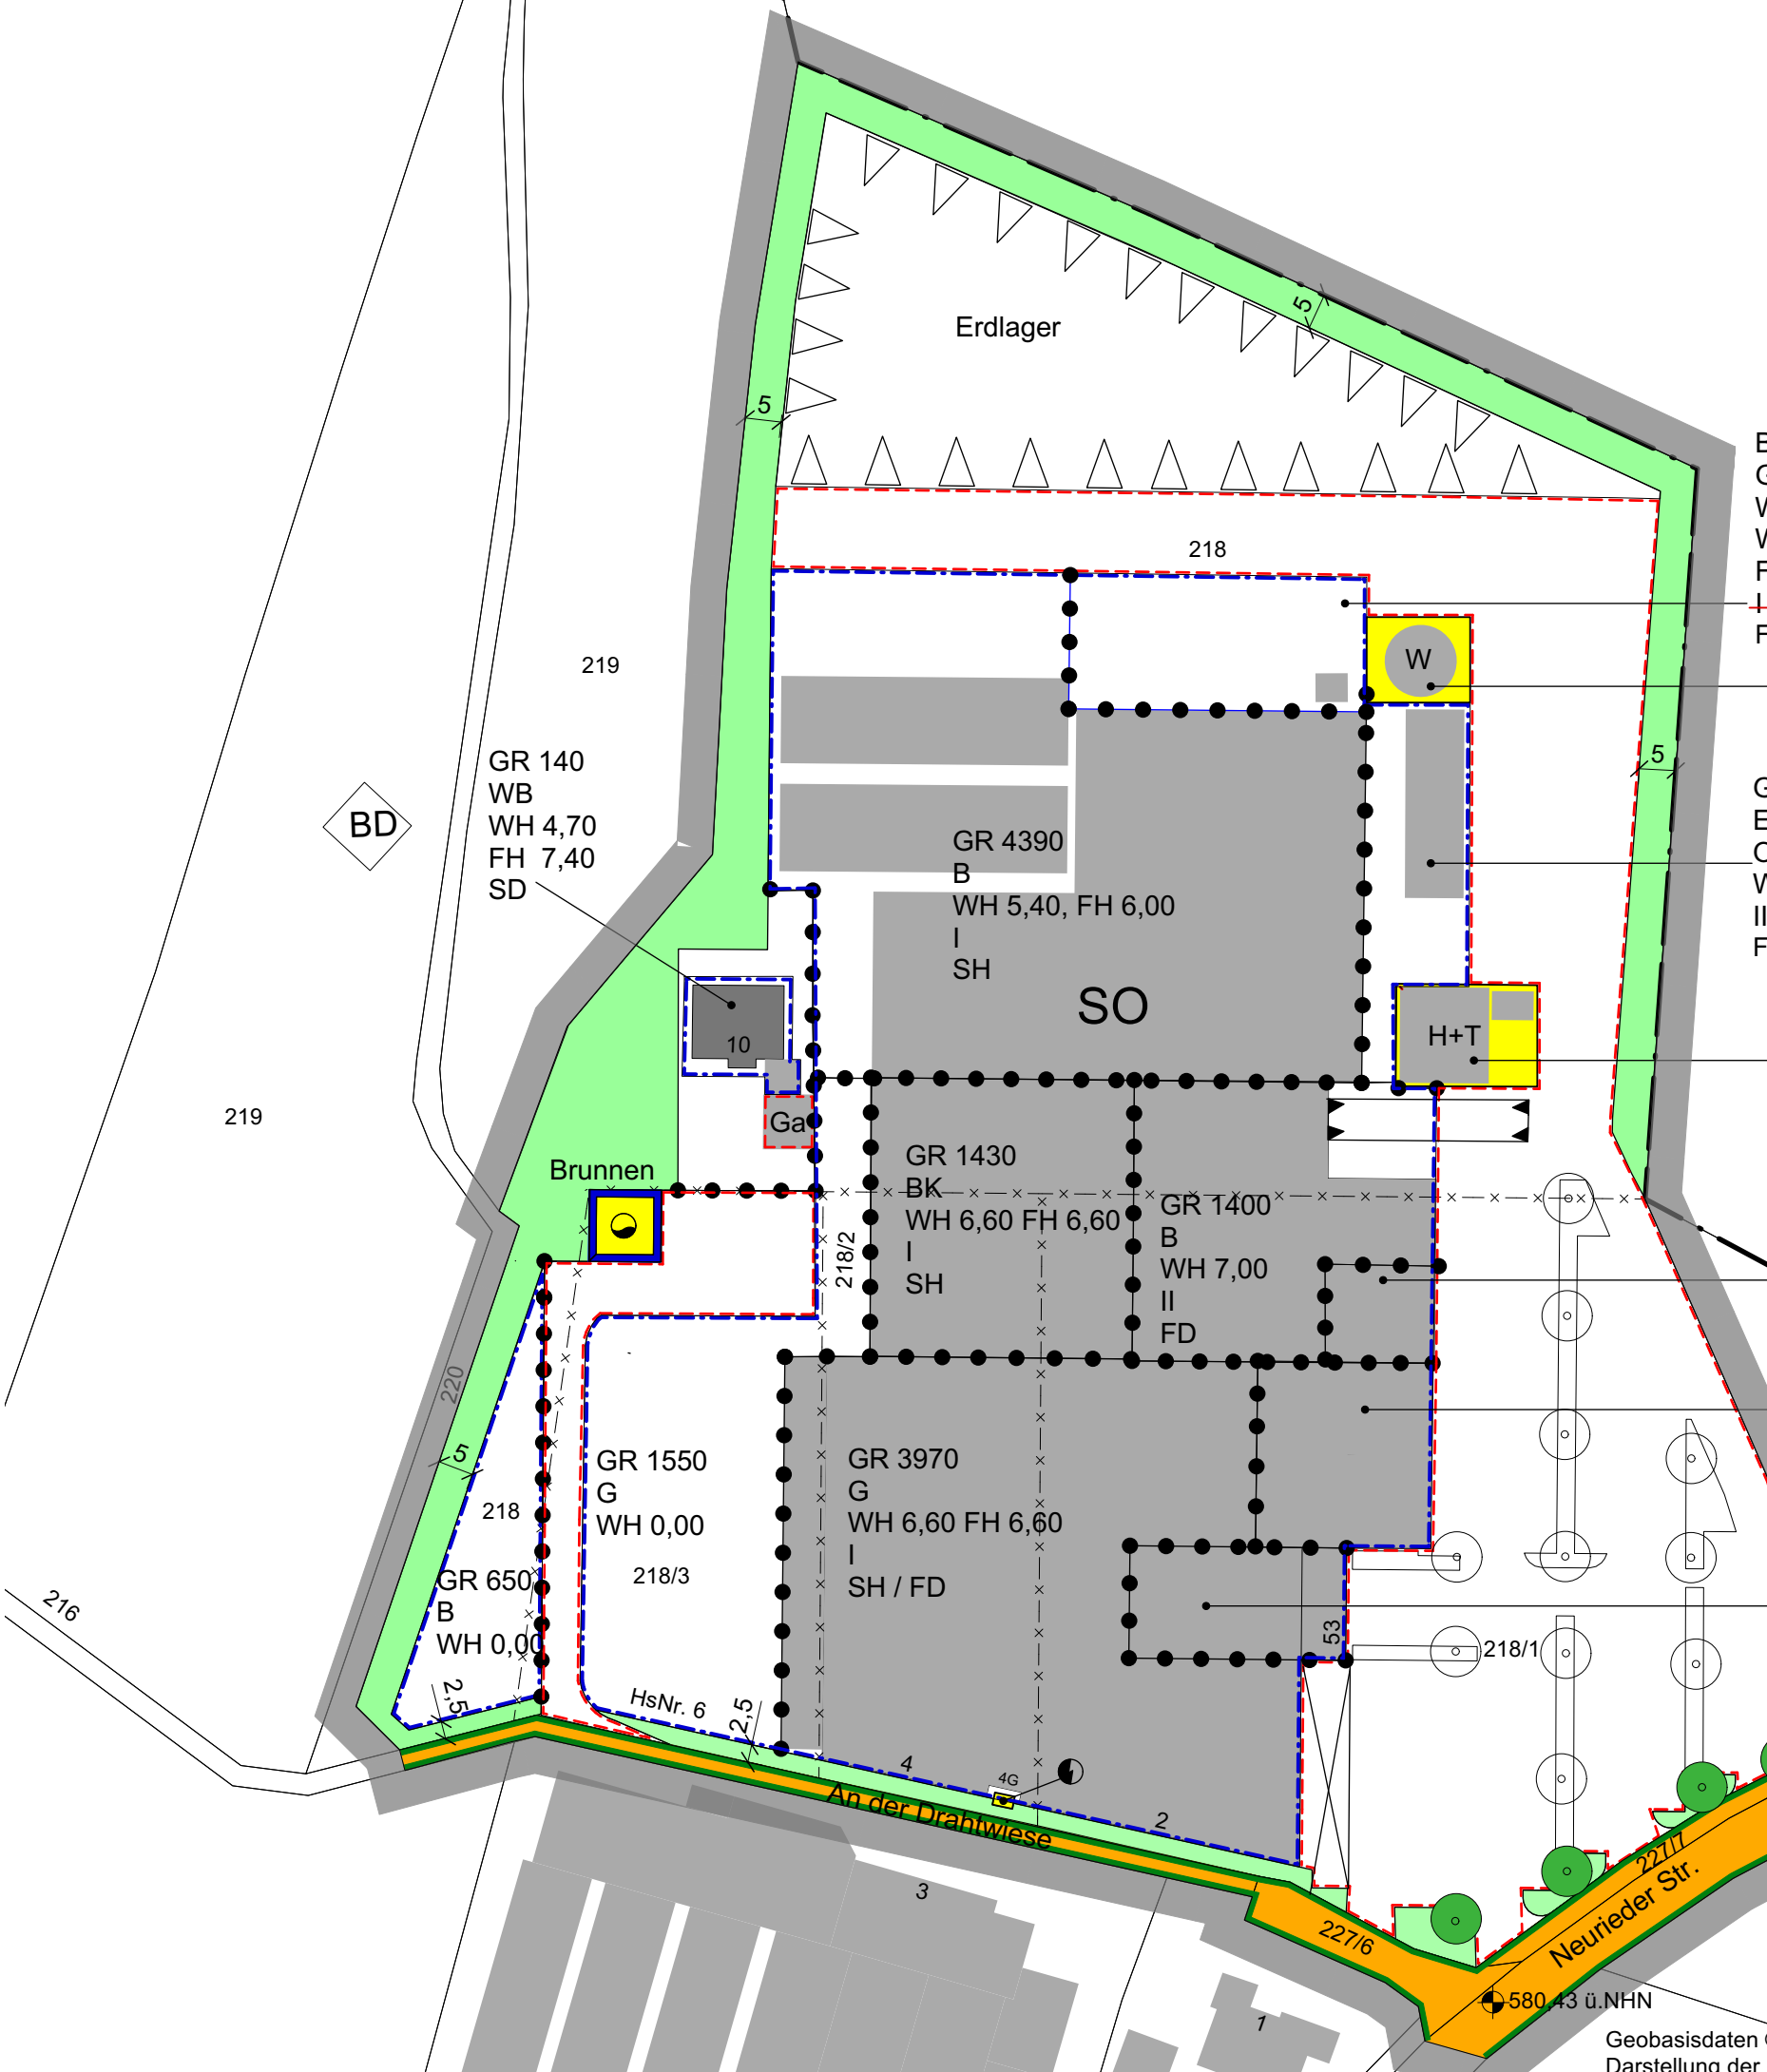 Erdlager
5
5
218
219
W
5
BD
GR 140
WB
WH 4,70
FH 7,40
SD
GR 4390
B
WH 5,40, FH 6,00
I
SH
SO
10
H+T
Ga
219
Brunnen
GR 1430
BK
WH 6,60 FH 6,60
I
SH
218/2
GR 1400
B
WH 7,00
II
FD
220
5
218
GR 1550
G
WH 0,00
218/3
GR 3970
G
WH 6,60 FH 6,60
I
SH / FD
GR 650
B
WH 0,00
216
53
218/1
2,5
HsNr. 6
2,5
4
4G
2
An der Drahtwiese
3
227/7
Neurieder Str.
227/6
580,43 ü.NHN
1
Geobasisdaten
Darstellung der